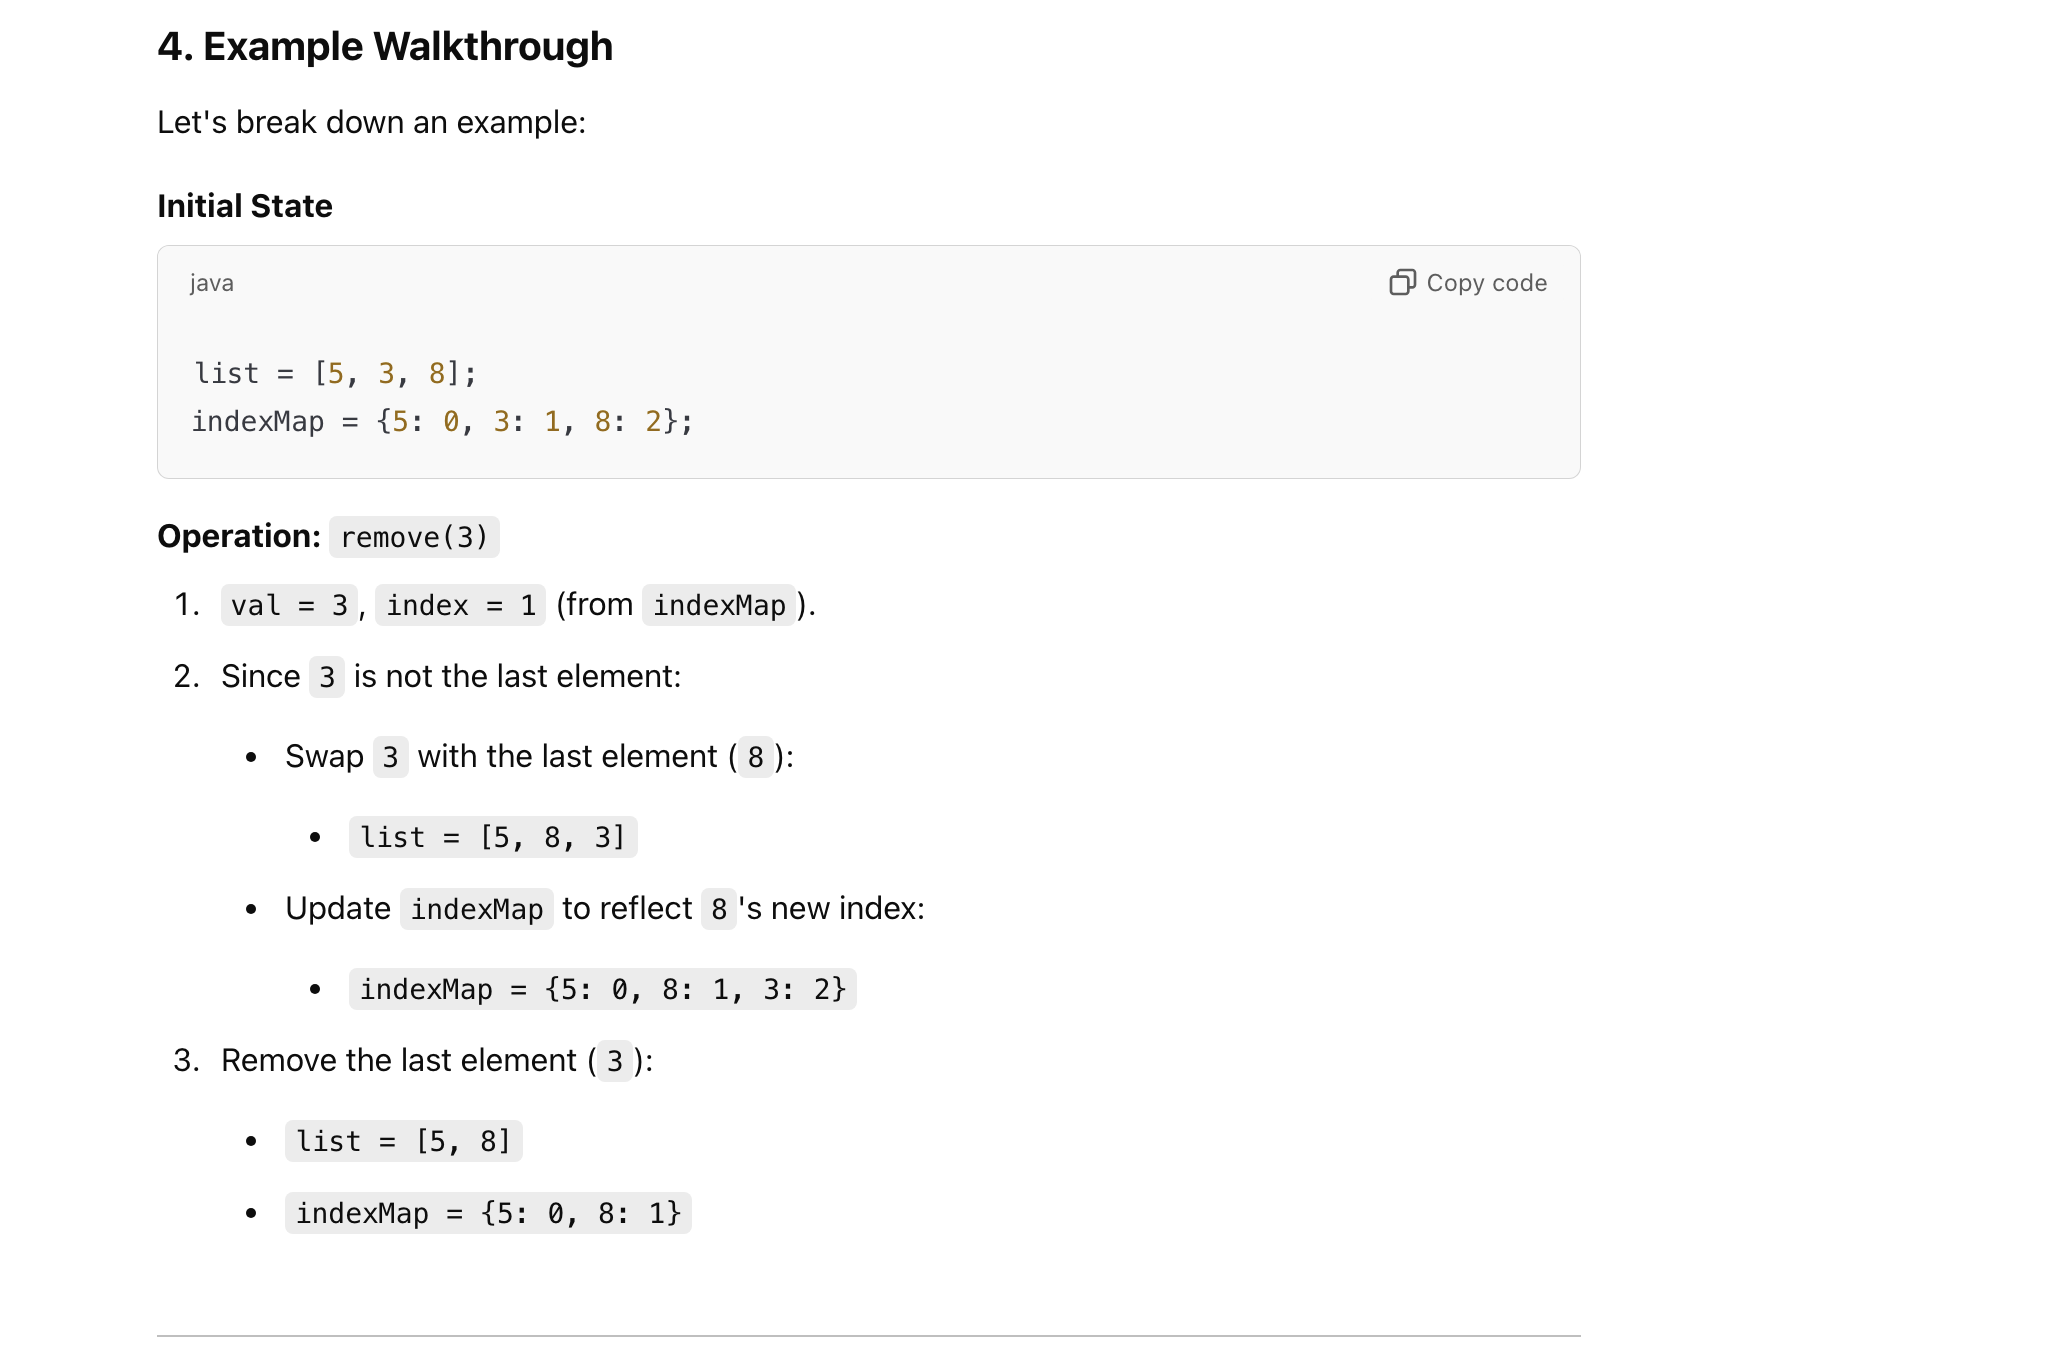 4. Example Walkthrough
Let's break down an example:
Initial State
java
Copy code
list = [5, 3, 8];
indexMap = {5: 0, 3: 1, 8: 2};
Operation: remove(3)
1. val = 3, index = 1 (from indexMap).
2. Since 3 is not the last element:
• Swap 3 with the last element (8):
• list = [5, 8, 3]
• Update indexMap to reflect 8's new index:
• indexMap = {5: 0, 8: 1, 3: 2}
3. Remove the last element (3):
• list = [5, 8]
• indexMap = {5: 0, 8: 1}